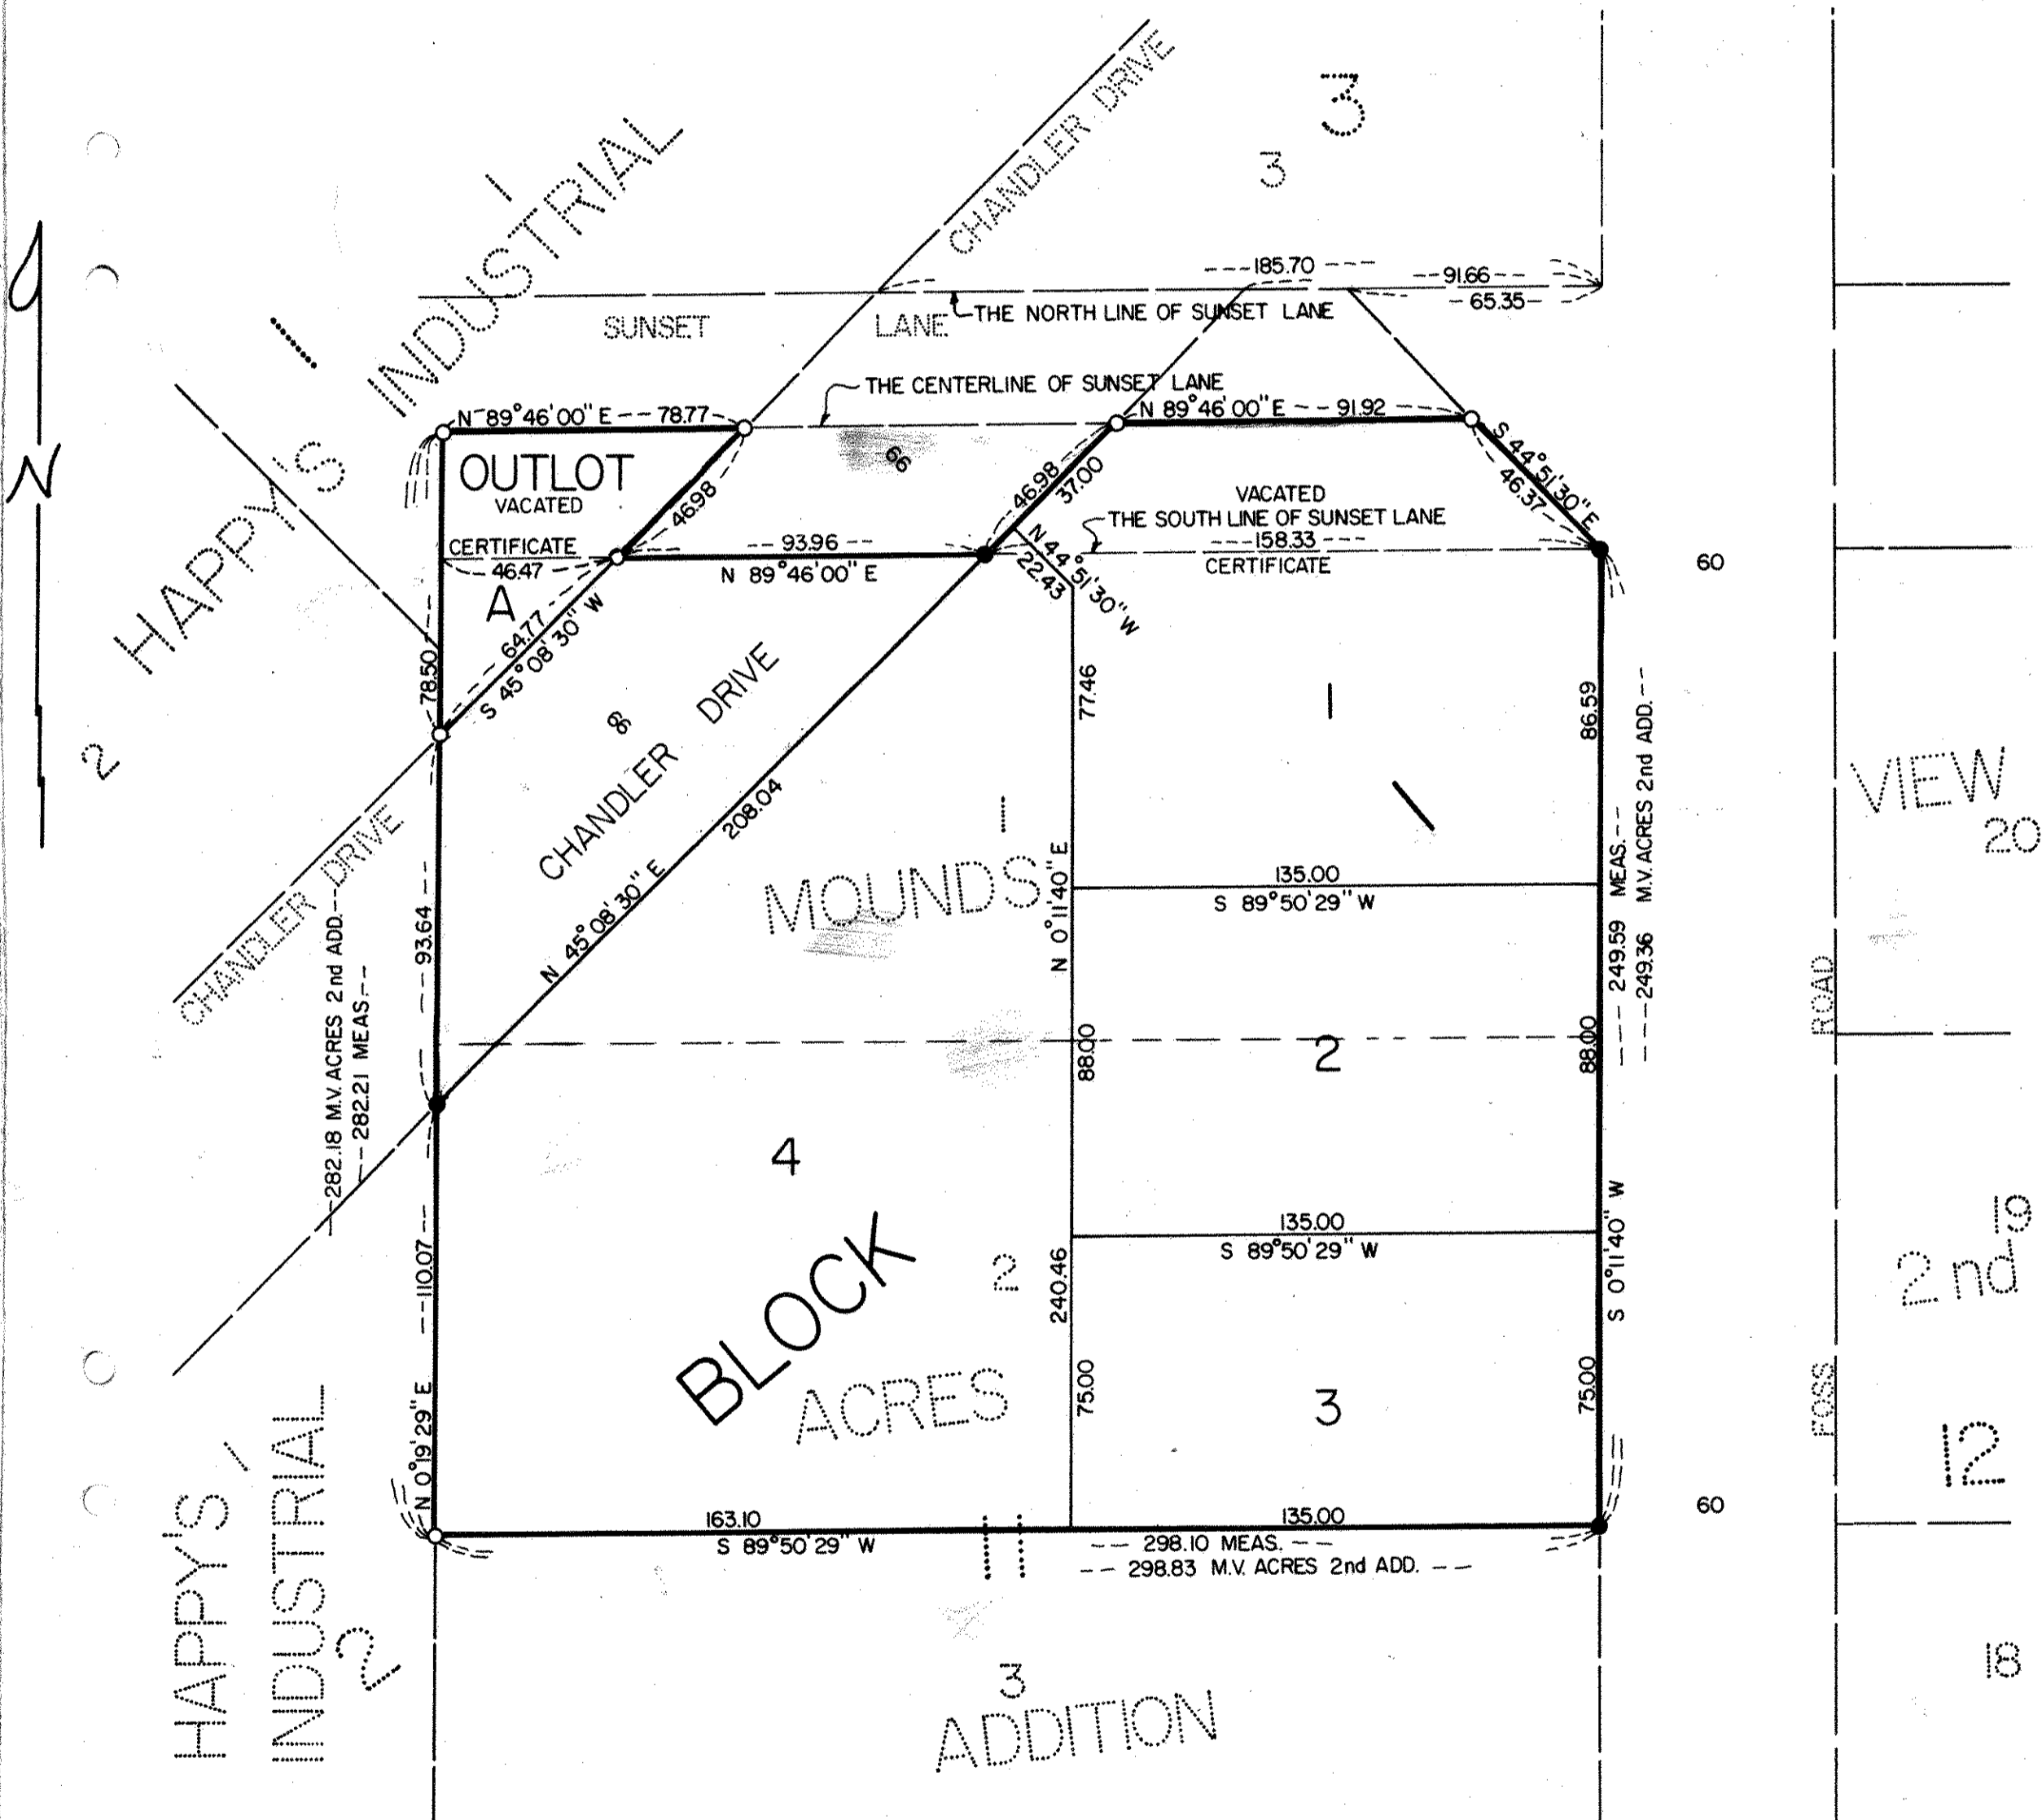 CHANDLER DRIVE
3
3
INDUSTRIAL
1
1
---185.70---
--91.66--
-65.35-
THE NORTH LINE OF SUNSET LANE
SUNSET LANE
THE CENTERLINE OF SUNSET LANE
N 89°46'00" E -- 78.77
N 89°46'00" E -- 91.92
S 44°51'30" E
46.37
OUTLOT
VACATED
66
46.98
46.98
37.00
VACATED
THE SOUTH LINE OF SUNSET LANE
---158.33---
CERTIFICATE
CERTIFICATE
46.47
A
-- 93.96 --
N 89°46'00" E
N 44°51'30" W
22.43
60
HAPPY'S
2
78.50
64.77
S 45°08'30" W
66
CHANDLER DRIVE
208.04
N 45°08'30" E
77.46
1
86.59
VIEW
20
CHANDLER DRIVE
--93.64--
---282.18 M.V. ACRES 2nd ADD.---
---282.21 MEAS.--
1
MOUNDS
N 0°11'40" E
135.00
S 89°50'29" W
1
--- 249.59 MEAS.---
---249.36 M.V. ACRES 2nd ADD.--
ROAD
88.00
2
88.00
4
135.00
S 89°50'29" W
S 0°11'40" W
19
2nd
--110.07--
BLOCK
2
240.46
ACRES
75.00
3
75.00
FOSS
12
N 0°19'29" E
HAPPY'S
1
INDUSTRIAL
2
163.10
S 89°50'29" W
11
135.00
-- 298.10 MEAS. --
-- 298.83 M.V. ACRES 2nd ADD. --
60
3
ADDITION
18
N